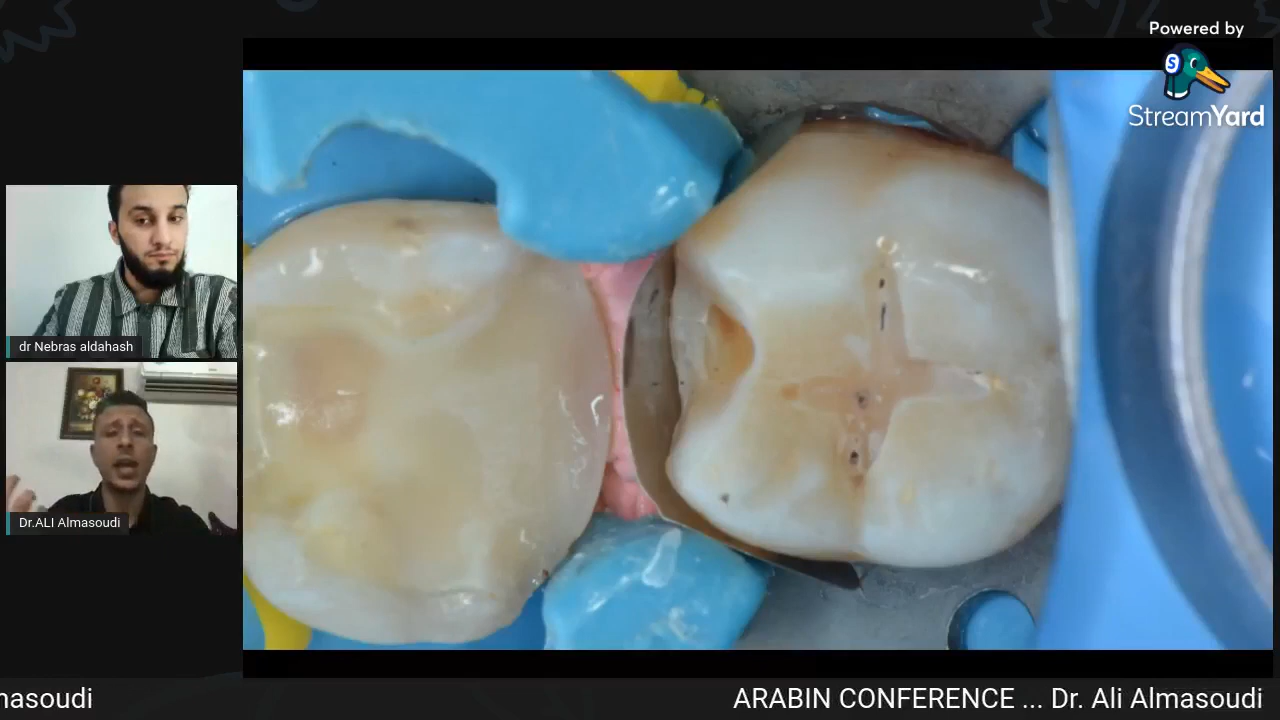 Powered by
StreamYard
dr Nebras aldahash
Dr.ALI Almasoudi
masoudi
ARABIN CONFERENCE ... Dr. Ali Almasoudi